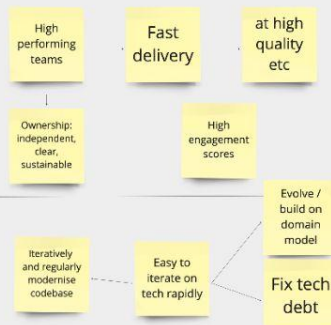 High
performing
teams
Fast
delivery
at high
quality
etc
Ownership:
independent,
clear,
sustainable
High
engagement
scores
Evolve /
build on
domain
model
Iteratively
and regularly
modernise
codebase
Easy to
iterate on
tech rapidly
Fix tech
debt